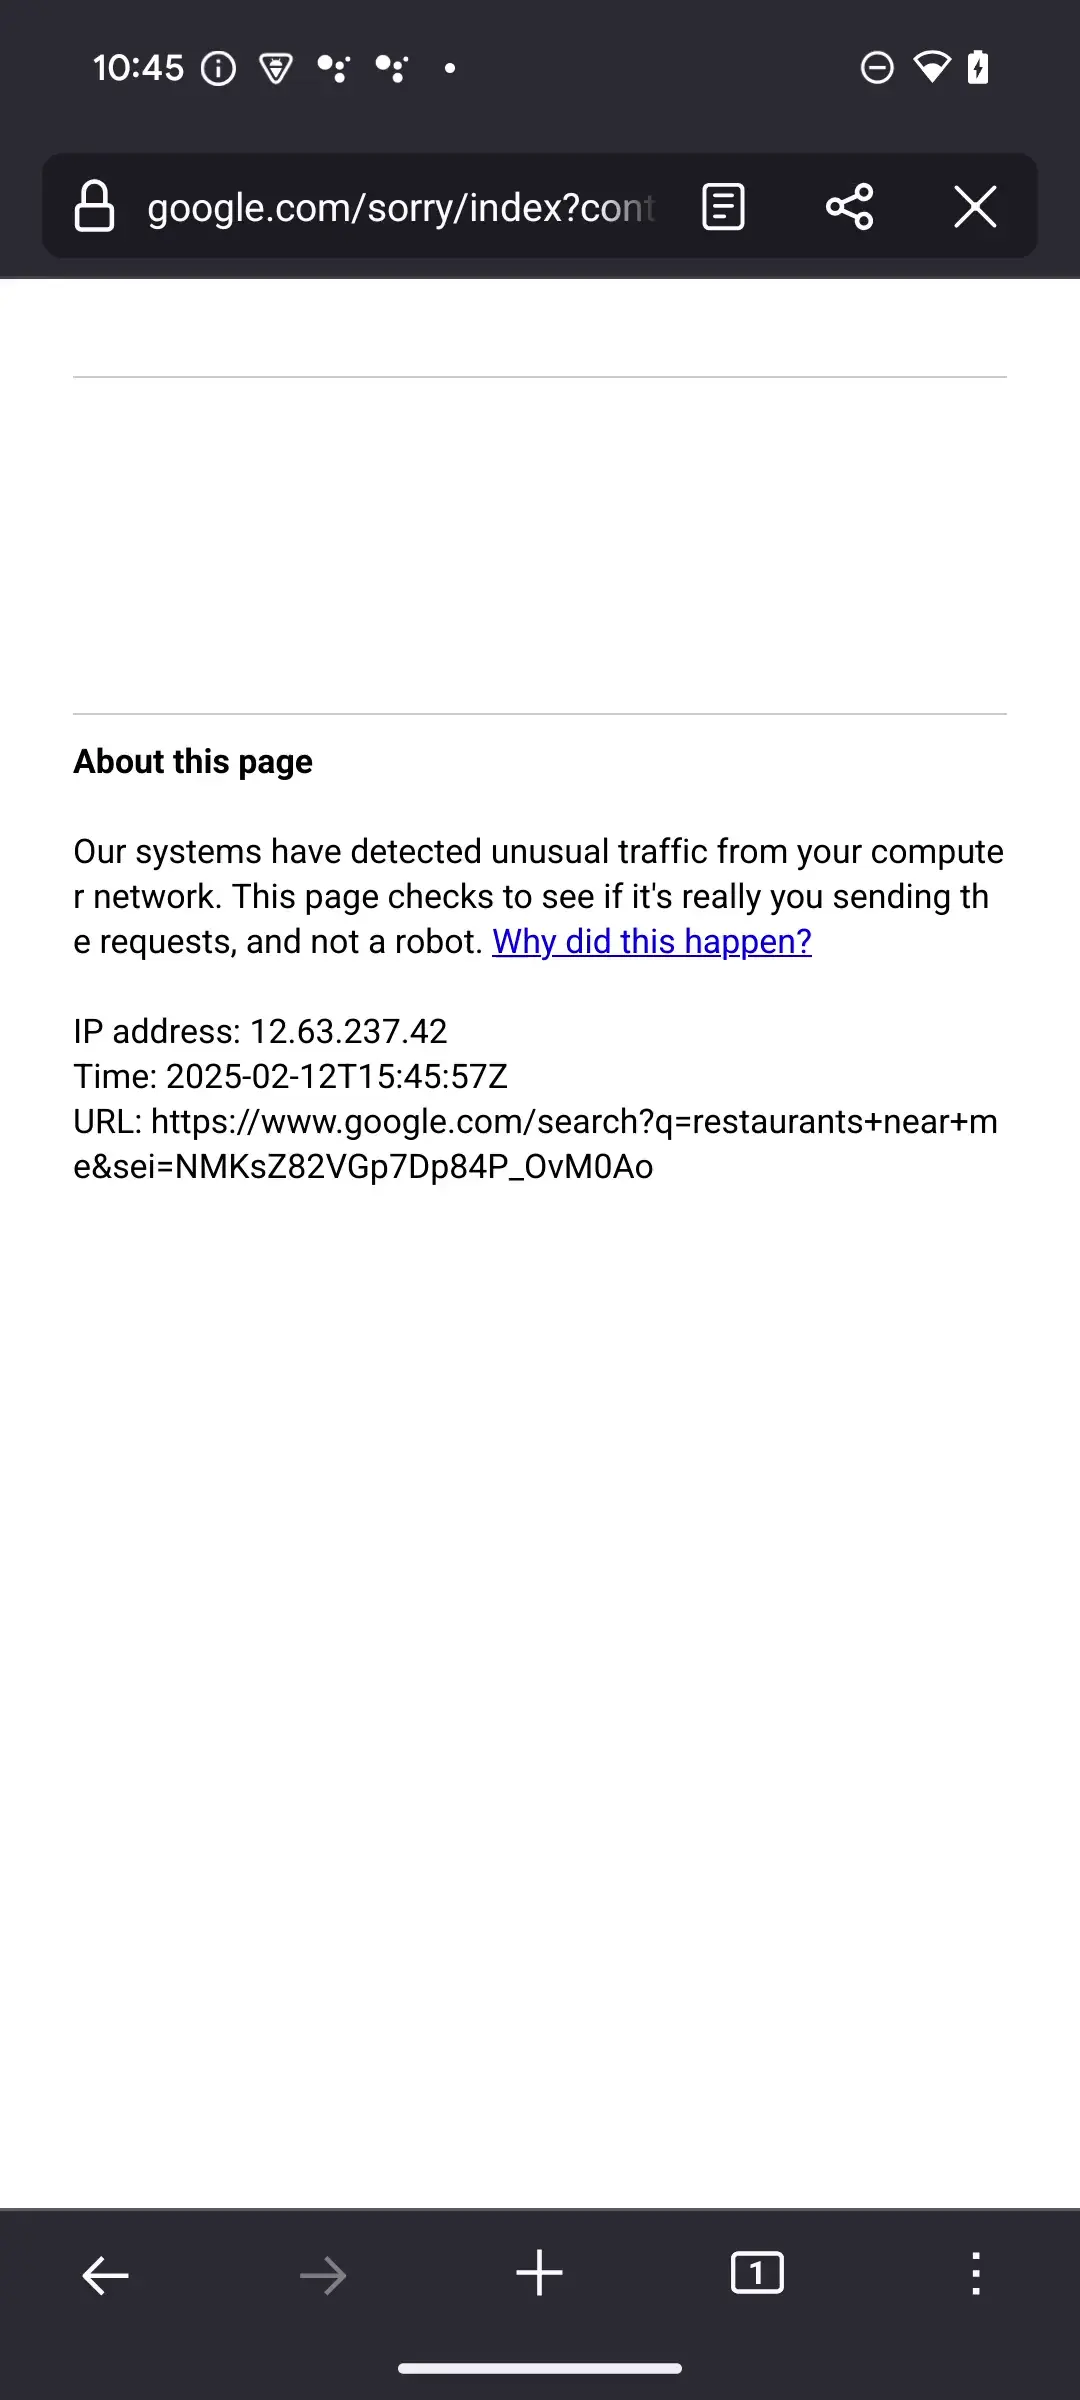 10:45
google.com/sorry/index?cont
About this page
Our systems have detected unusual traffic from your compute
r network. This page checks to see if it's really you sending th
e requests, and not a robot. Why did this happen?
IP address: 12.63.237.42
Time: 2025-02-12T15:45:57Z
URL: https://www.google.com/search?q=restaurants+near+m
e&sei=NMKsZ82VGp7Dp84P_OvM0Ao
1